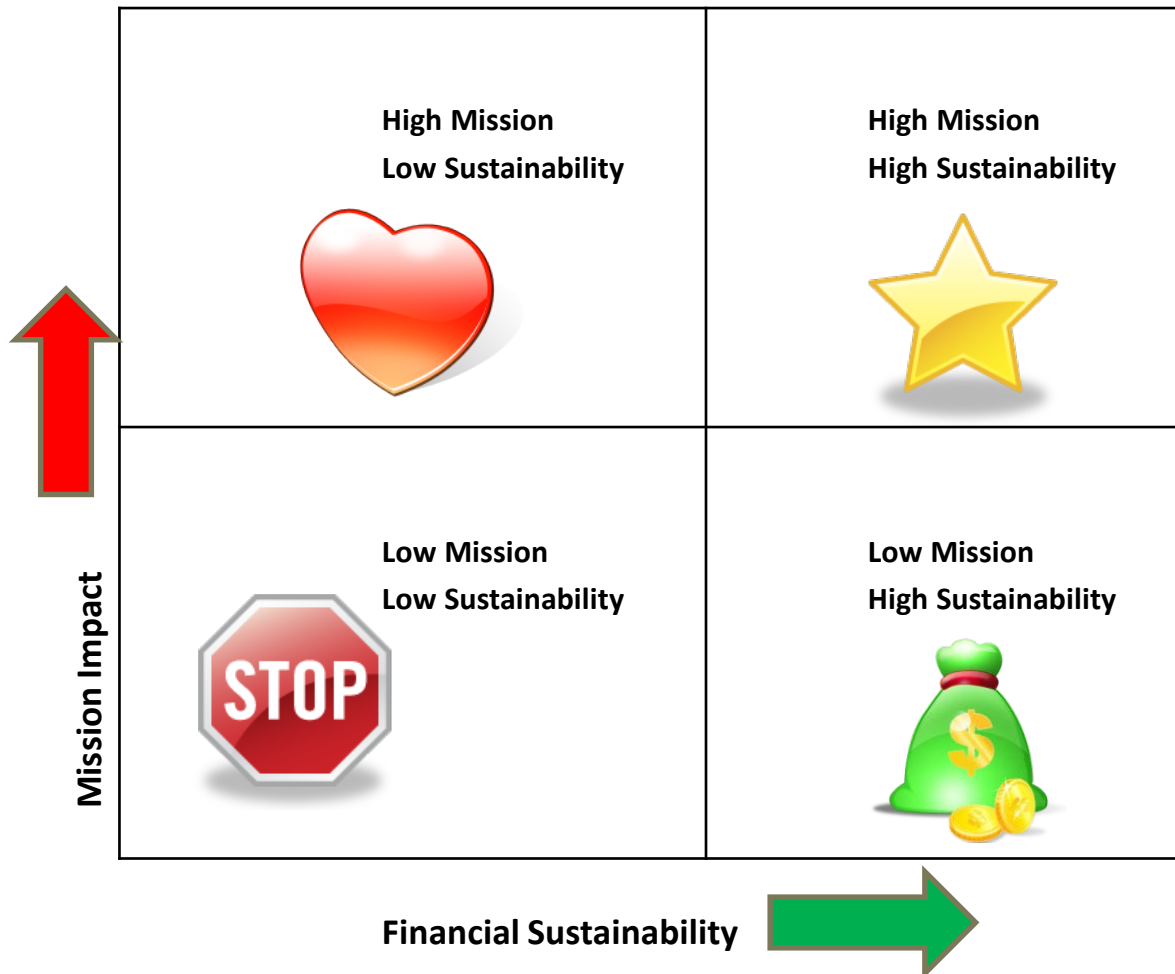 High Mission
Low Sustainability
High Mission
High Sustainability
Low Mission
Low Sustainability
STOP
Low Mission
High Sustainability
$
Mission Impact
Financial Sustainability